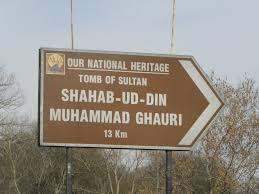 OUR NATIONAL HERITAGE
TOMB OF SULTAN
SHAHAB-UD-DIN
MUHAMMAD GHAURI
13 Km